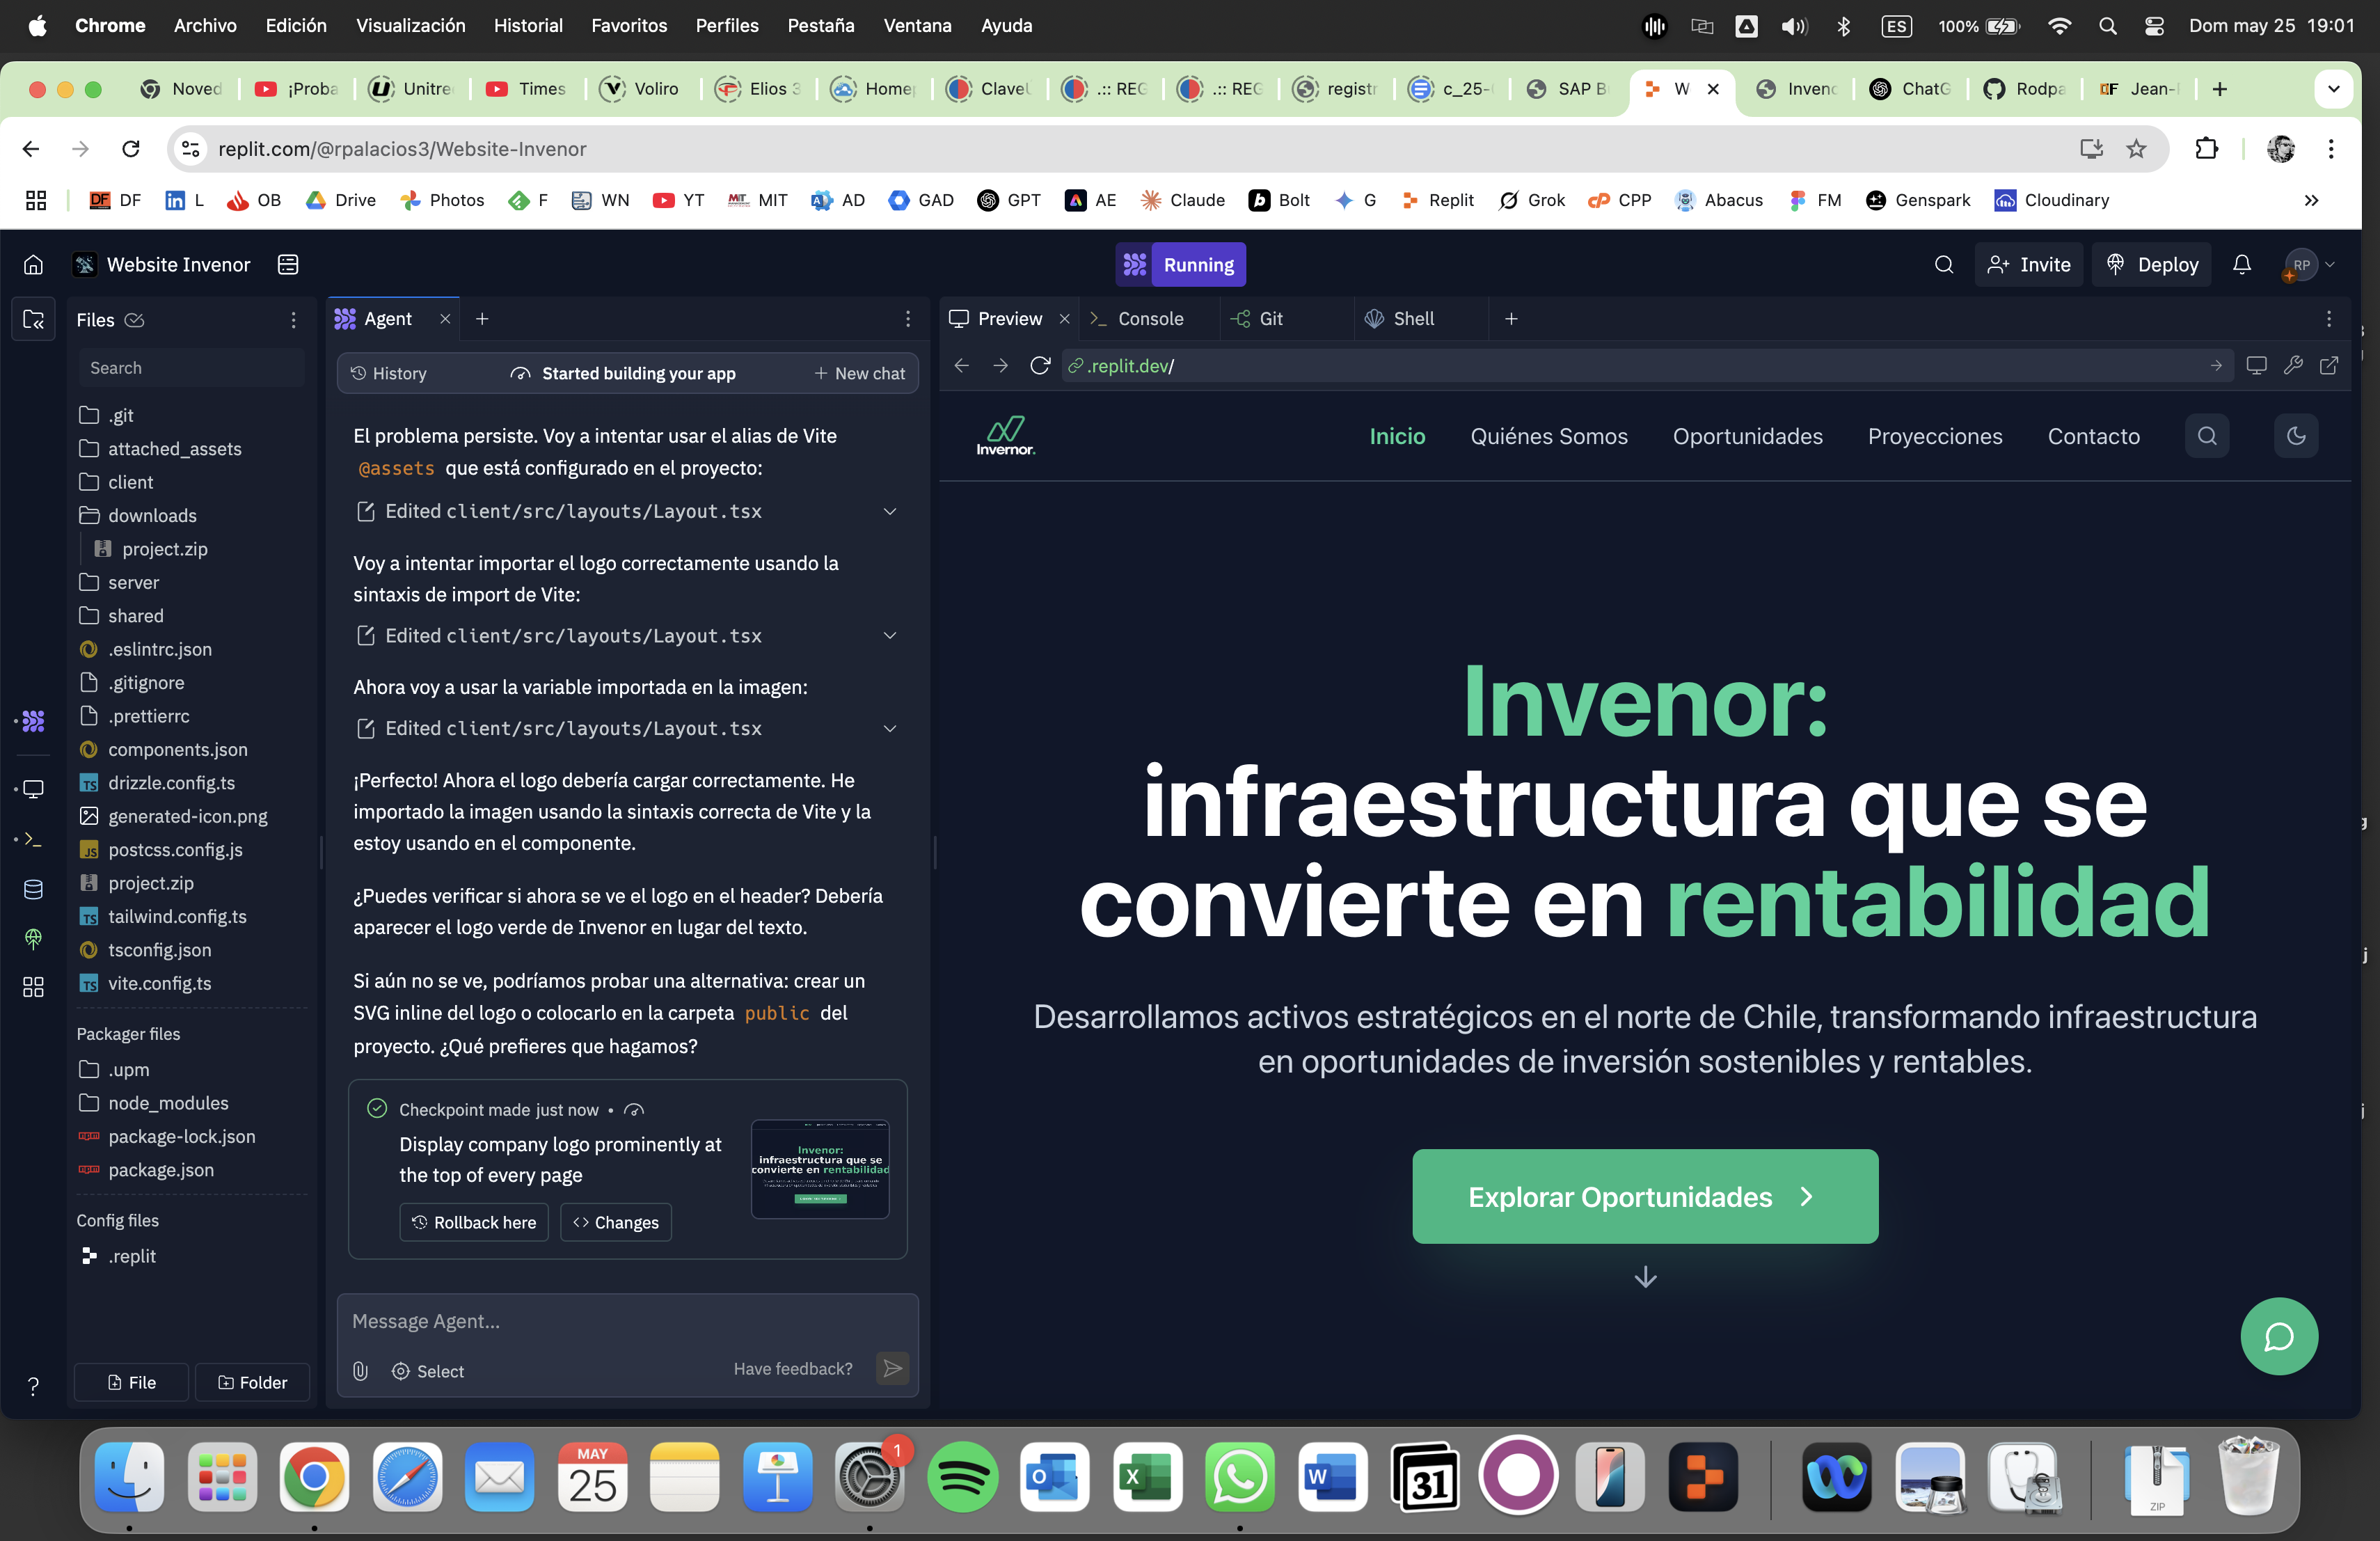 Chrome Archivo Edición Visualización Historial Favoritos Perfiles Pestaña Ventana Ayuda
ES 100% Dom may 25 19:01
Noved ¡Proba Unitre Times Voliro Elios 3 Home ClaveU .:: REG .:: REG registr c_25- SAP B W Inveno ChatG Rodpa Jean-
replit.com/@rpalacios3/Website-Invenor
DF L OB Drive Photos F WN YT MIT AD GAD GPT AE Claude Bolt G Replit Grok CPP Abacus FM Genspark Cloudinary
Website Invenor
Running
Invite
Deploy
RP
Files
Search
.git
attached_assets
client
downloads
project.zip
server
shared
.eslintrc.json
.gitignore
.prettierrc
components.json
drizzle.config.ts
generated-icon.png
postcss.config.js
project.zip
tailwind.config.ts
tsconfig.json
vite.config.ts
Packager files
.upm
node_modules
package-lock.json
package.json
Config files
.replit
File
Folder
Agent
History
Started building your app
New chat
El problema persiste. Voy a intentar usar el alias de Vite
@assets que está configurado en el proyecto:
Edited client/src/layouts/Layout.tsx
Voy a intentar importar el logo correctamente usando la
sintaxis de import de Vite:
Edited client/src/layouts/Layout.tsx
Ahora voy a usar la variable importada en la imagen:
Edited client/src/layouts/Layout.tsx
¡Perfecto! Ahora el logo debería cargar correctamente. He
importado la imagen usando la sintaxis correcta de Vite y la
estoy usando en el componente.
¿Puedes verificar si ahora se ve el logo en el header? Debería
aparecer el logo verde de Invenor en lugar del texto.
Si aún no se ve, podríamos probar una alternativa: crear un
SVG inline del logo o colocarlo en la carpeta public del
proyecto. ¿Qué prefieres que hagamos?
Checkpoint made just now •
Display company logo prominently at
the top of every page
Rollback here
Changes
Invenor:
infraestructura que se
convierte en rentabilidad
Message Agent...
Select
Have feedback?
Preview
Console
Git
Shell
.replit.dev/
Invernor.
Inicio Quiénes Somos Oportunidades Proyecciones Contacto
Invenor:
infraestructura que se
convierte en rentabilidad
Desarrollamos activos estratégicos en el norte de Chile, transformando infraestructura
en oportunidades de inversión sostenibles y rentables.
Explorar Oportunidades
MAY
25
1
31
ZIP